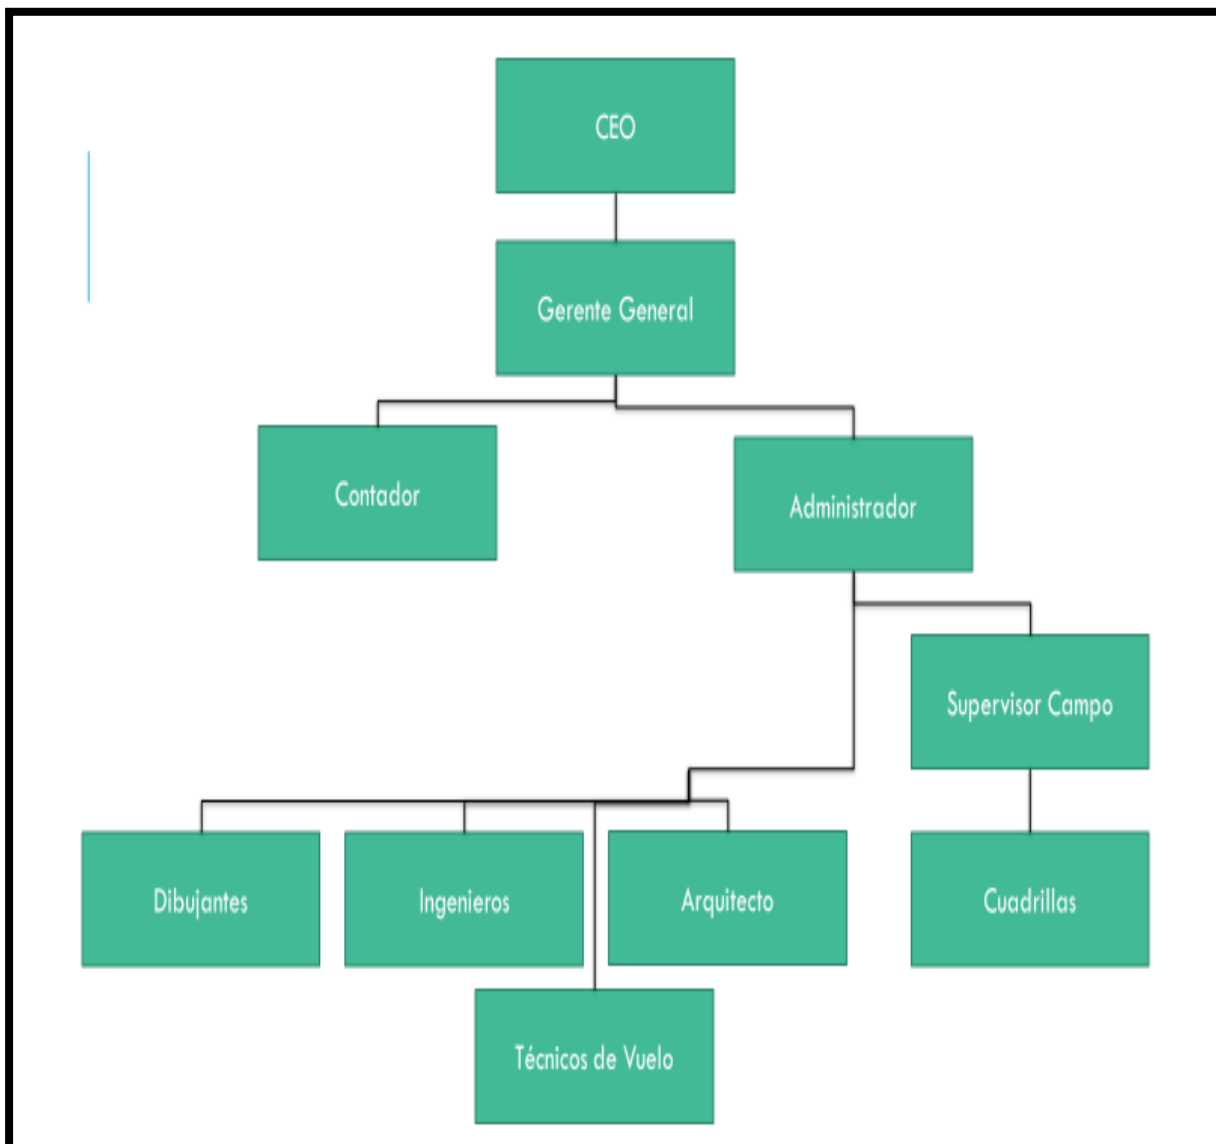 CEO
Gerente General
Contador
Administrador
Supervisor Campo
Dibujantes
Ingenieros
Arquitecto
Cuadrillas
Técnicos de Vuelo